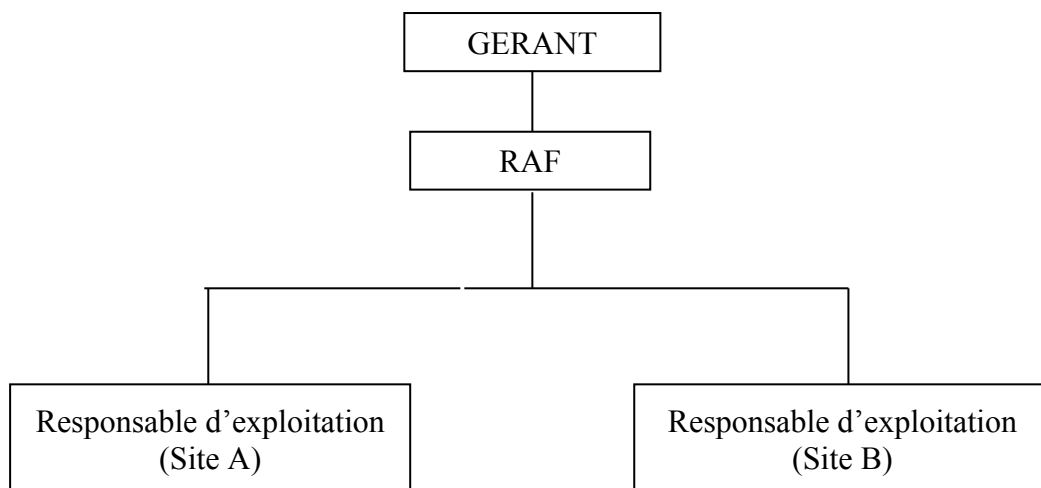 GERANT
RAF
Responsable d’exploitation
(Site A)
Responsable d’exploitation
(Site B)